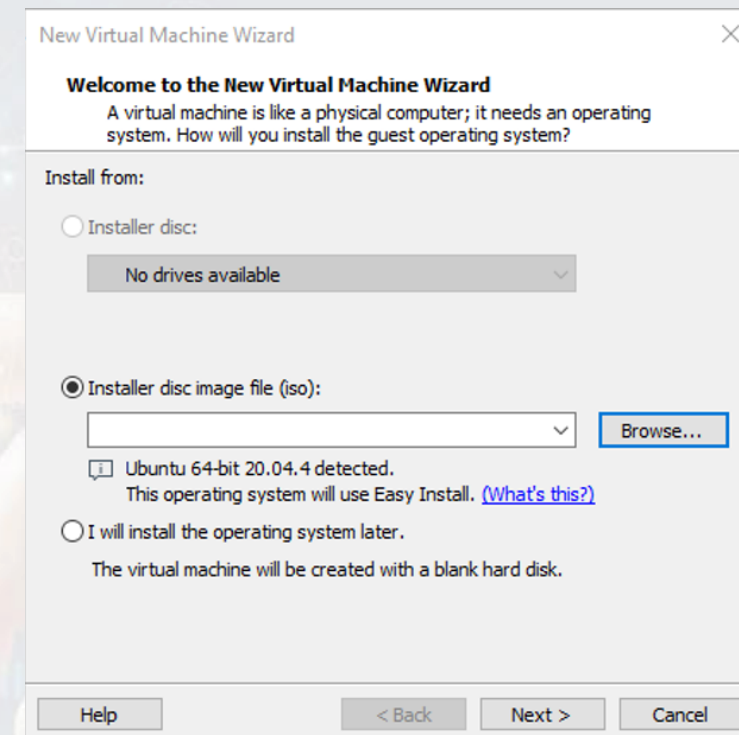 New Virtual Machine Wizard
Welcome to the New Virtual Machine Wizard
A virtual machine is like a physical computer; it needs an operating
system. How will you install the guest operating system?
Install from:
Installer disc:
No drives available
Installer disc image file (iso):
Browse...
Ubuntu 64-bit 20.04.4 detected.
This operating system will use Easy Install. (What's this?)
I will install the operating system later.
The virtual machine will be created with a blank hard disk.
Help < Back Next > Cancel